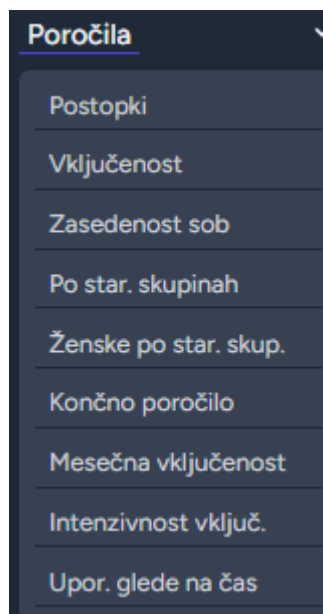 Poročila
Postopki
Vključenost
Zasedenost sob
Po star. skupinah
Ženske po star. skup.
Končno poročilo
Mesečna vključenost
Intenzivnost vključ.
Upor. glede na čas